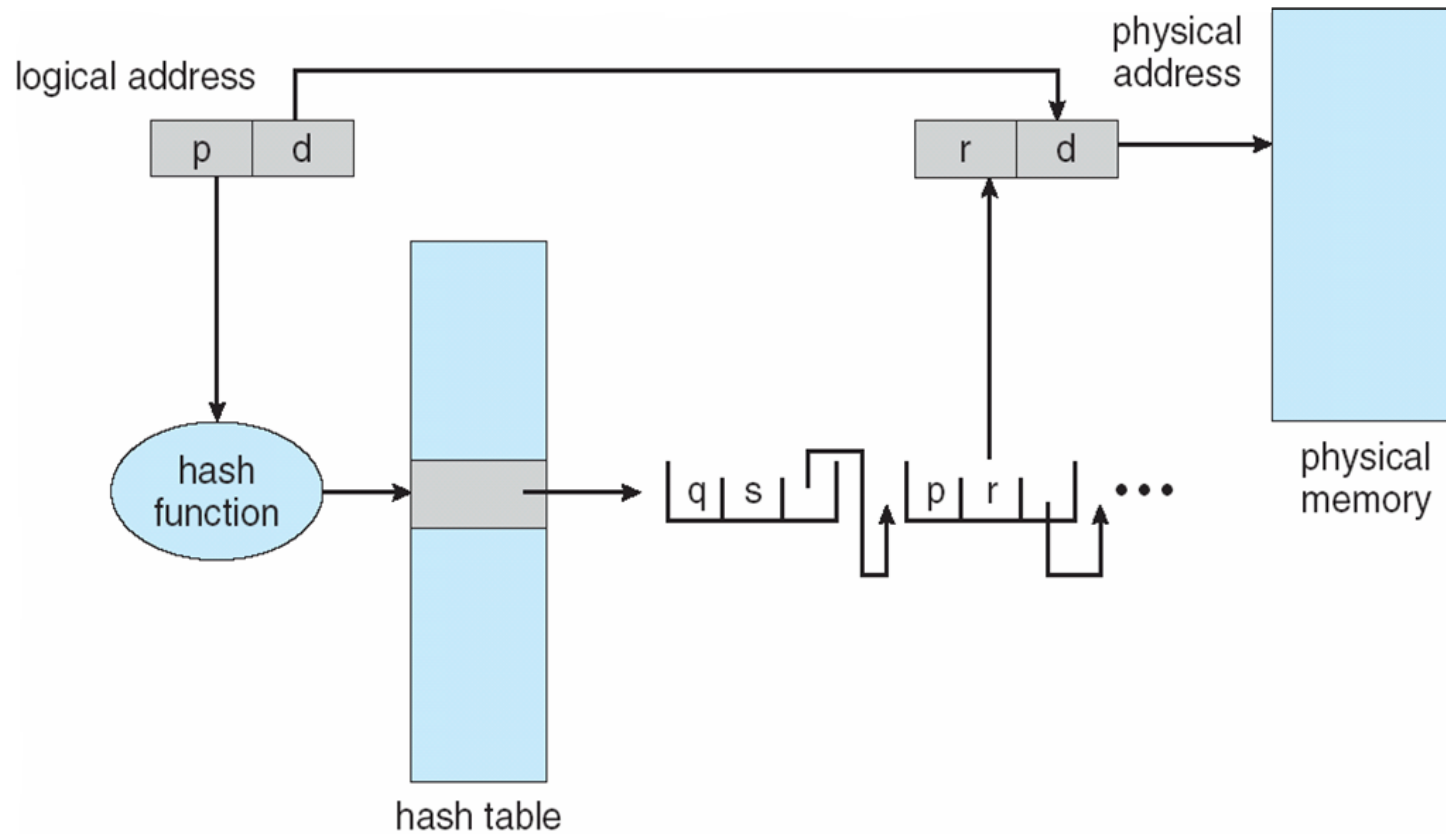 logical address
physical
address
p d
r d
hash
function
q s
p r
•••
physical
memory
hash table